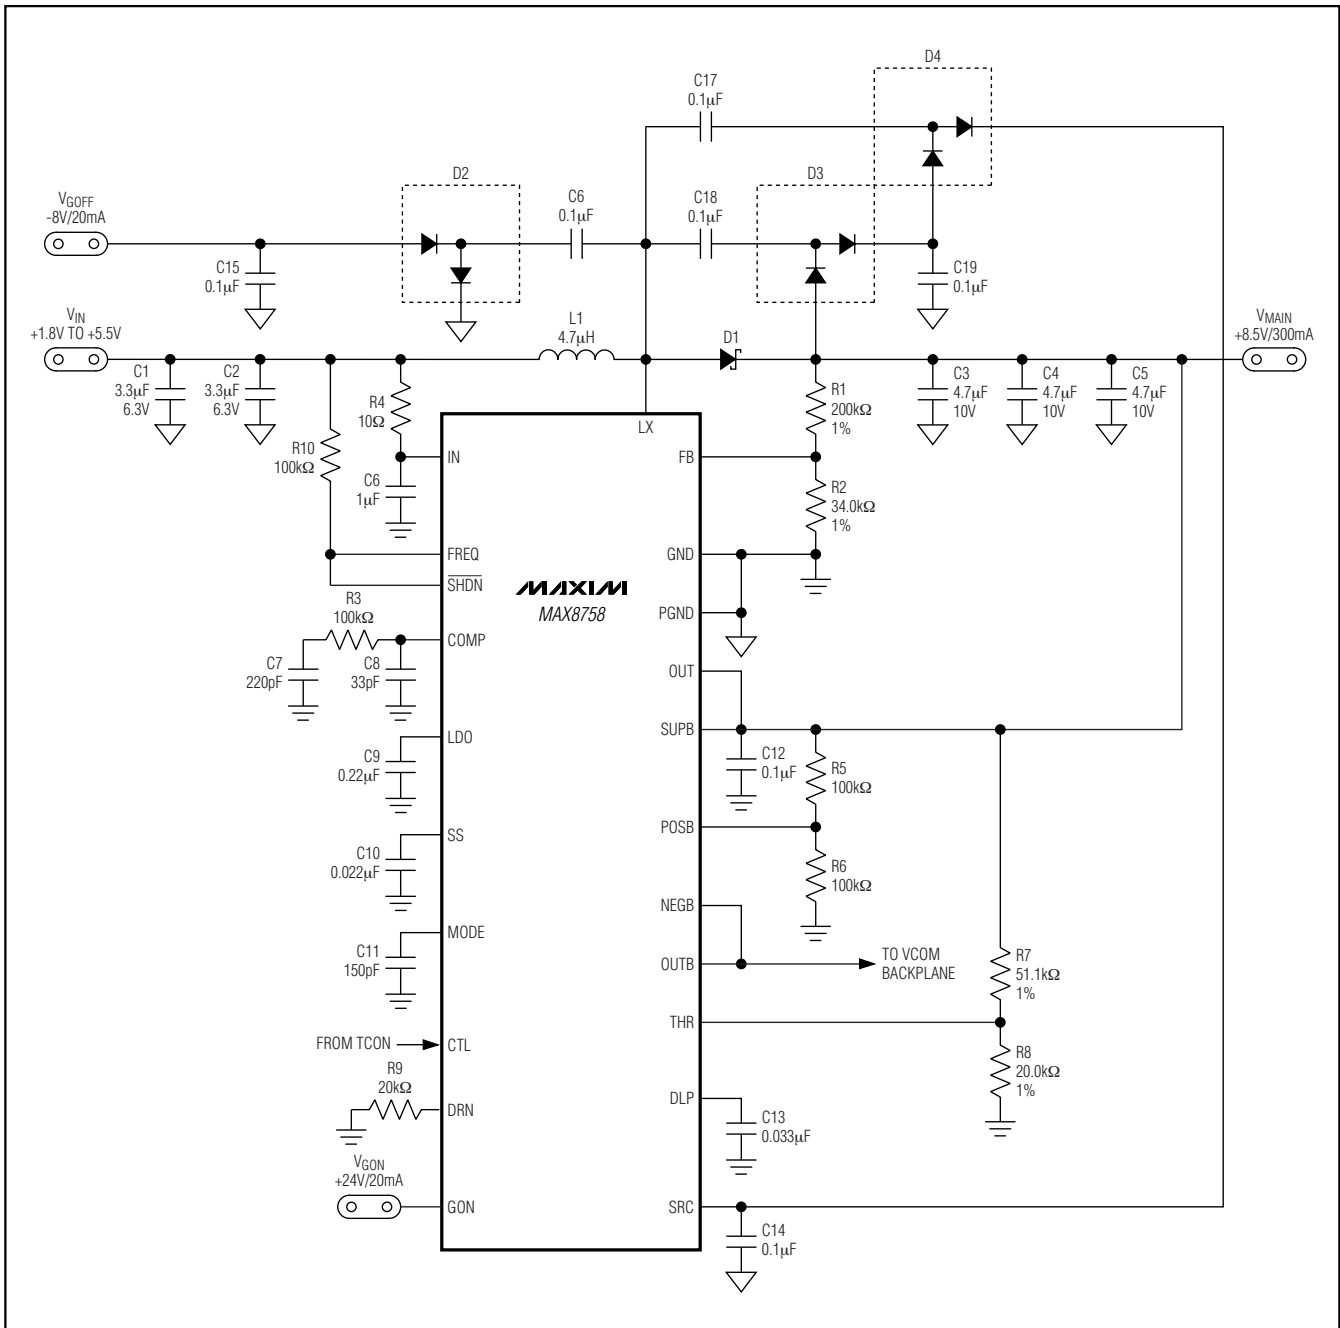 D4
C17
0.1μF
D2
D3
V_GOFF
-8V/20mA
C6
0.1μF
C18
0.1μF
C15
0.1μF
C19
0.1μF
V_IN
+1.8V TO +5.5V
L1
4.7μH
D1
V_MAIN
+8.5V/300mA
C1
3.3μF
6.3V
C2
3.3μF
6.3V
R4
10Ω
R1
200kΩ
1%
C3
4.7μF
10V
C4
4.7μF
10V
C5
4.7μF
10V
LX
R10
100kΩ
IN
FB
C6
1μF
R2
34.0kΩ
1%
FREQ
GND
SHDN
MAXIM
MAX8758
R3
100kΩ
PGND
COMP
C7
220pF
C8
33pF
OUT
SUPB
LDO
C9
0.22μF
C12
0.1μF
R5
100kΩ
POSB
SS
C10
0.022μF
R6
100kΩ
NEGB
MODE
C11
150pF
OUTB
TO VCOM
BACKPLANE
R7
51.1kΩ
1%
THR
FROM TCON
CTL
R8
20.0kΩ
1%
R9
20kΩ
DRN
DLP
C13
0.033μF
V_GON
+24V/20mA
GON
SRC
C14
0.1μF